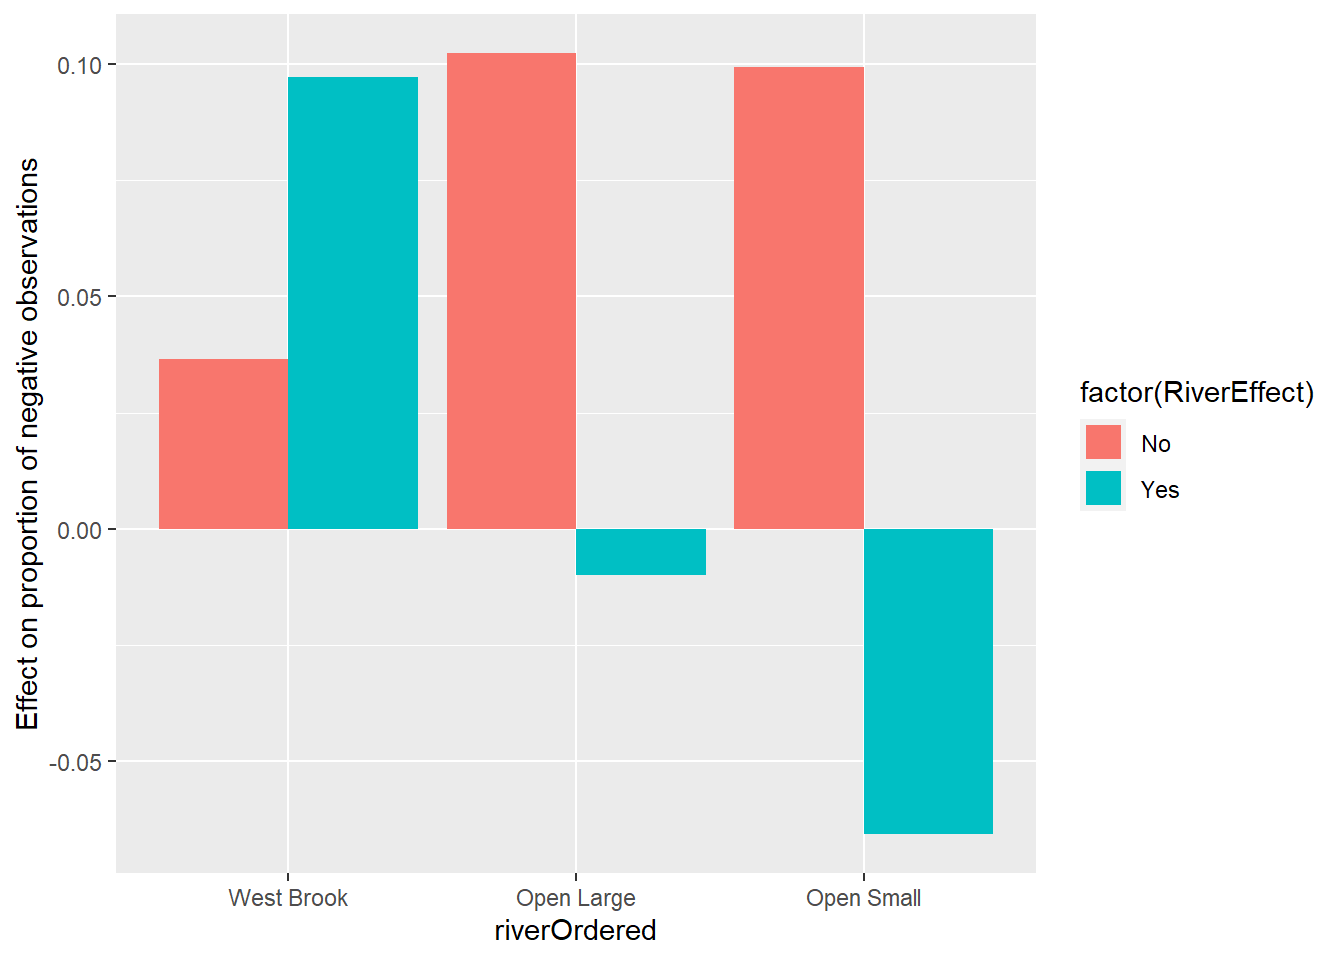 Effect on proportion of negative observations
0.10
0.05
0.00
-0.05
West Brook
Open Large
Open Small
riverOrdered
factor(RiverEffect)
No
Yes